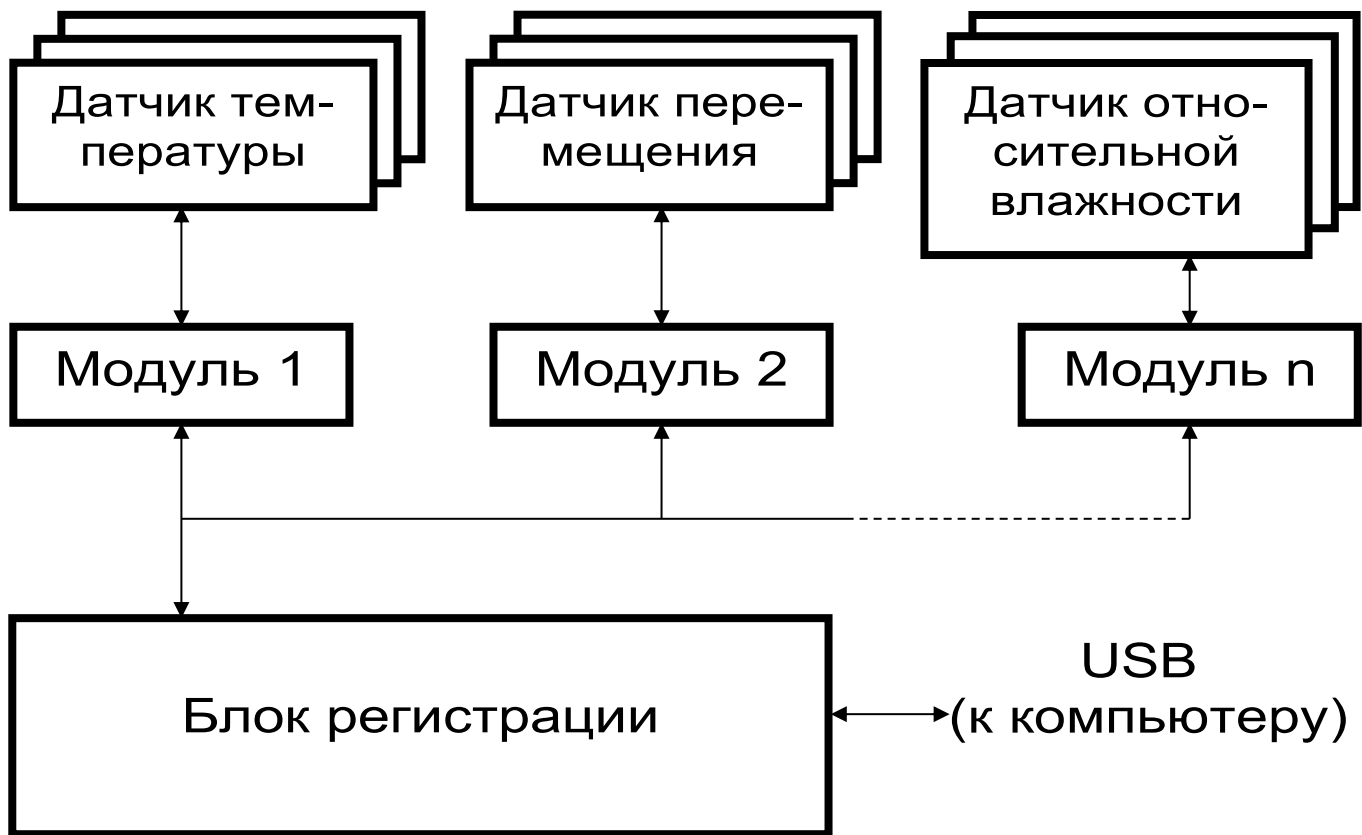 Датчик тем-
пературы
Датчик пере-
мещения
Датчик отно-
сительной
влажности
Модуль 1
Модуль 2
Модуль n
Блок регистрации
USB
(к компьютеру)